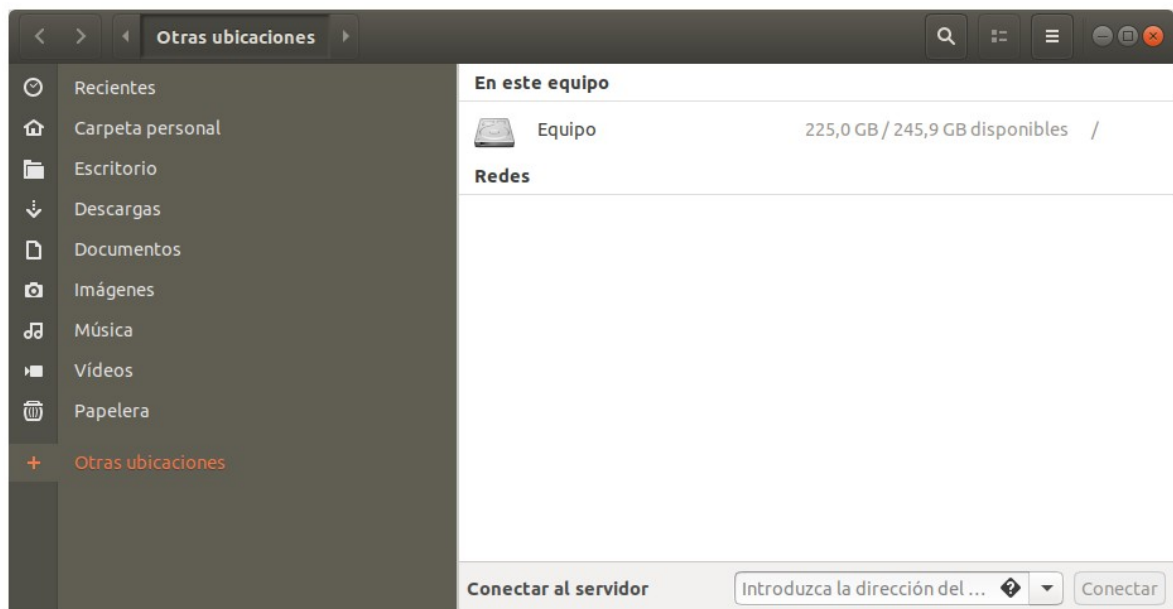 Otras ubicaciones
Recientes
Carpeta personal
Escritorio
Descargas
Documentos
Imágenes
Música
Vídeos
Papelera
Otras ubicaciones
En este equipo
Equipo 225,0 GB / 245,9 GB disponibles /
Redes
Conectar al servidor Introduzca la dirección del ... Conectar